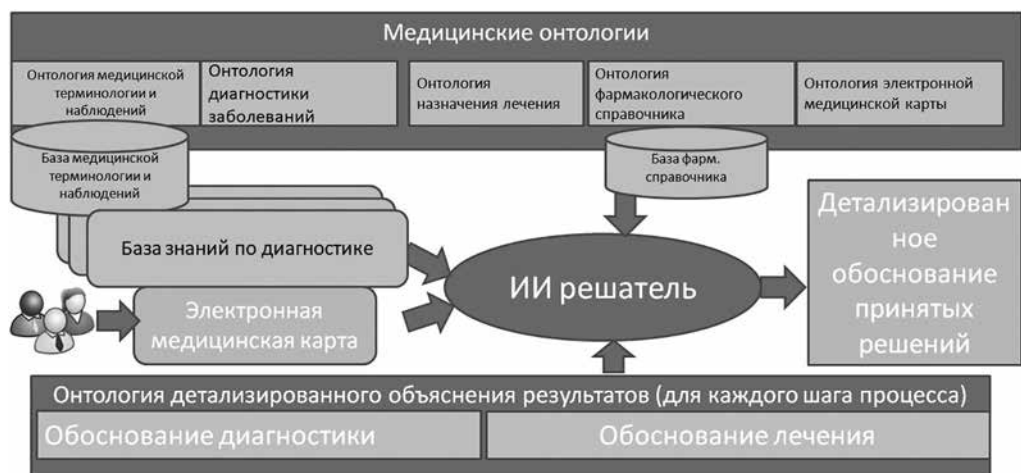 Медицинские онтологии
Онтология медицинской
терминологии и
наблюдений
Онтология
диагностики
заболеваний
Онтология
назначения лечения
Онтология
фармакологического
справочника
Онтология электронной
медицинской карты
База медицинской
терминологии и
наблюдений
База фарм.
справочника
База знаний по диагностике
Электронная
медицинская карта
ИИ решатель
Детализирован
ное
обоснование
принятых
решений
Онтология детализированного объяснения результатов (для каждого шага процесса)
Обоснование диагностики
Обоснование лечения